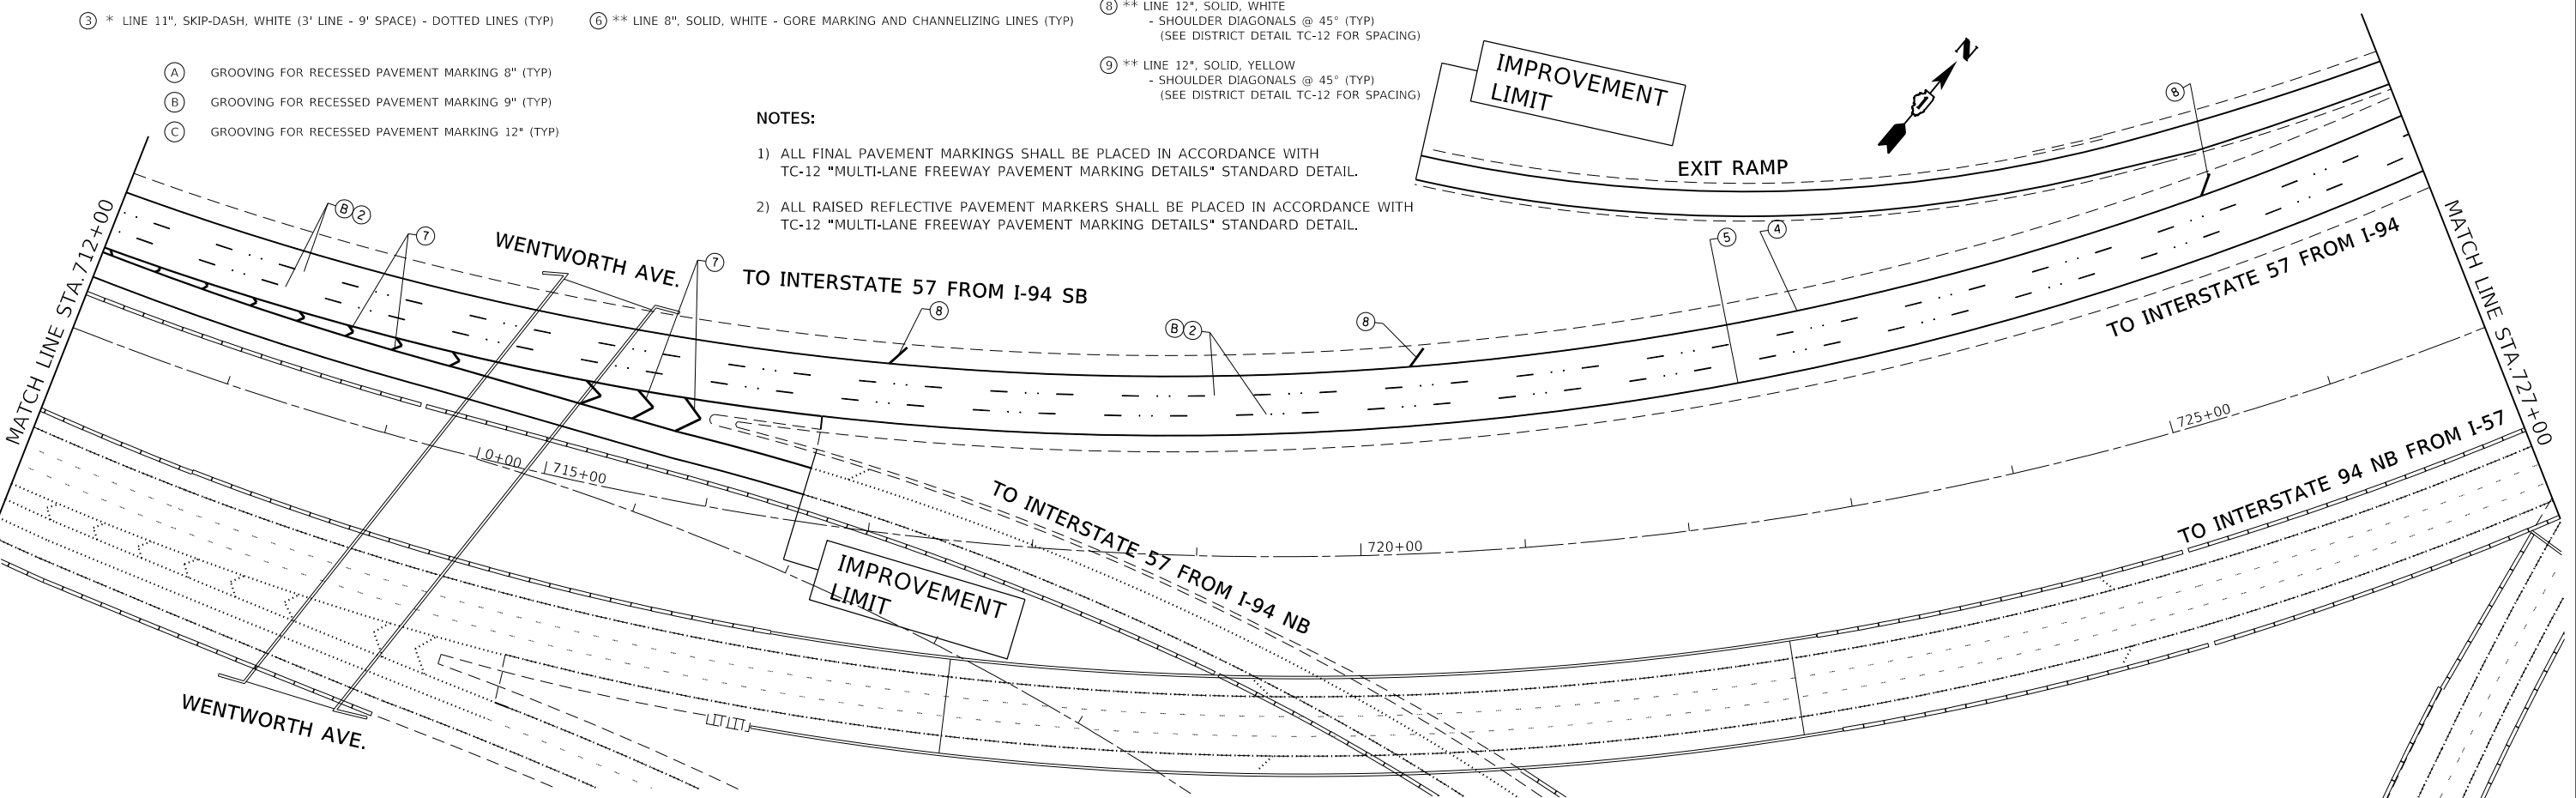 3 * LINE 11", SKIP-DASH, WHITE (3' LINE - 9' SPACE) - DOTTED LINES (TYP)
6 ** LINE 8", SOLID, WHITE - GORE MARKING AND CHANNELIZING LINES (TYP)
8 ** LINE 12", SOLID, WHITE
- SHOULDER DIAGONALS @ 45° (TYP)
(SEE DISTRICT DETAIL TC-12 FOR SPACING)
9 ** LINE 12", SOLID, YELLOW
- SHOULDER DIAGONALS @ 45° (TYP)
(SEE DISTRICT DETAIL TC-12 FOR SPACING)
A GROOVING FOR RECESSED PAVEMENT MARKING 8" (TYP)
B GROOVING FOR RECESSED PAVEMENT MARKING 9" (TYP)
C GROOVING FOR RECESSED PAVEMENT MARKING 12" (TYP)
NOTES:
1) ALL FINAL PAVEMENT MARKINGS SHALL BE PLACED IN ACCORDANCE WITH
TC-12 "MULTI-LANE FREEWAY PAVEMENT MARKING DETAILS" STANDARD DETAIL.
2) ALL RAISED REFLECTIVE PAVEMENT MARKERS SHALL BE PLACED IN ACCORDANCE WITH
TC-12 "MULTI-LANE FREEWAY PAVEMENT MARKING DETAILS" STANDARD DETAIL.
IMPROVEMENT
LIMIT
N
8
EXIT RAMP
MATCH LINE STA.712+00
B 2
7
WENTWORTH AVE.
7
TO INTERSTATE 57 FROM I-94 SB
8
B 2
8
5
4
TO INTERSTATE 57 FROM I-94
MATCH LINE STA.727+00
0+00
715+00
720+00
725+00
TO INTERSTATE 57 FROM I-94 NB
TO INTERSTATE 94 NB FROM I-57
IMPROVEMENT
LIMIT
WENTWORTH AVE.